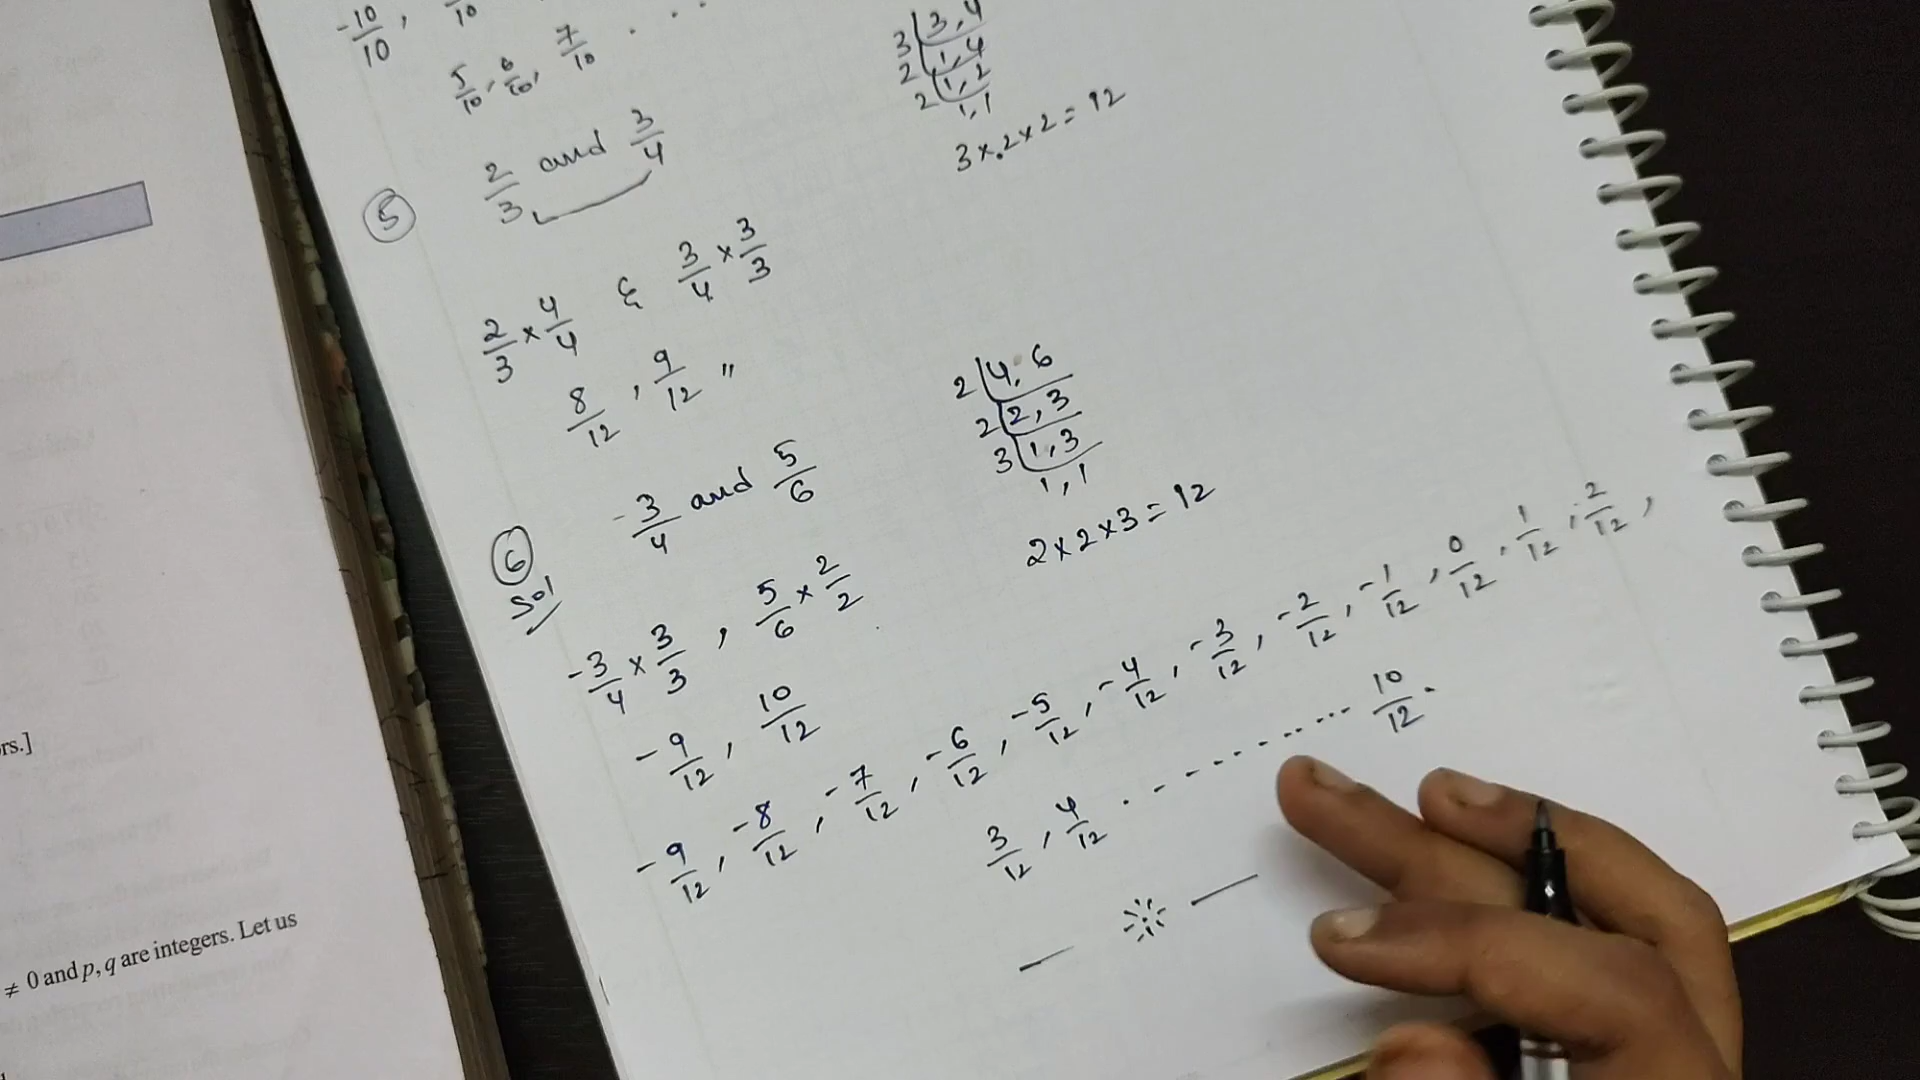 -10/10, /10
5/10, 6/10, 7/10 . . .
3 | 3, 4
2 | 1, 4
2 | 1, 2
1, 1
3 × 2 × 2 = 12
5 2/3 and 3/4
2/3 × 4/4 & 3/4 × 3/3
8/12 , 9/12 "
2 | 4, 6
2 | 2, 3
3 | 1, 3
1, 1
2 × 2 × 3 = 12
6 -3/4 and 5/6
Sol
-3/4 × 3/3 , 5/6 × 2/2
-9/12 , 10/12
-9/12, -8/12, -7/12, -6/12, -5/12, -4/12, -3/12, -2/12, -1/12, 0/12, 1/12, 2/12,
3/12, 4/12 . - - - - - - - ... 10/12.
rs.]
≠ 0 and p, q are integers. Let us